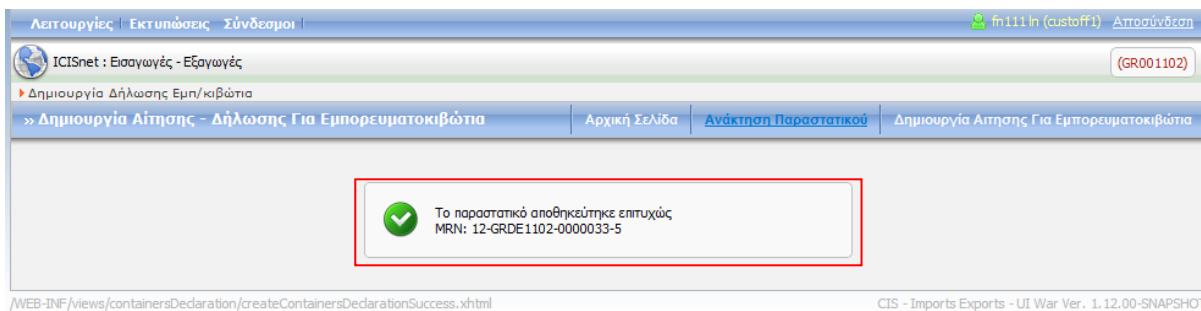 Λειτουργίες Εκτυπώσεις Σύνδεσμοι fn111 ln (custoff1) Αποσύνδεση
ICISnet : Εισαγωγές - Εξαγωγές (GR001102)
Δημιουργία Δήλωσης Εμπ/κιβώτια
» Δημιουργία Αίτησης - Δήλωσης Για Εμπορευματοκιβώτια Αρχική Σελίδα Ανάκτηση Παραστατικού Δημιουργία Αιτησης Για Εμπορευματοκιβώτια
Το παραστατικό αποθηκεύτηκε επιτυχώς
MRN: 12-GRDE1102-0000033-5
/WEB-INF/views/containersDeclaration/createContainersDeclarationSuccess.xhtml CIS - Imports Exports - UI War Ver. 1.12.00-SNAPSHOT